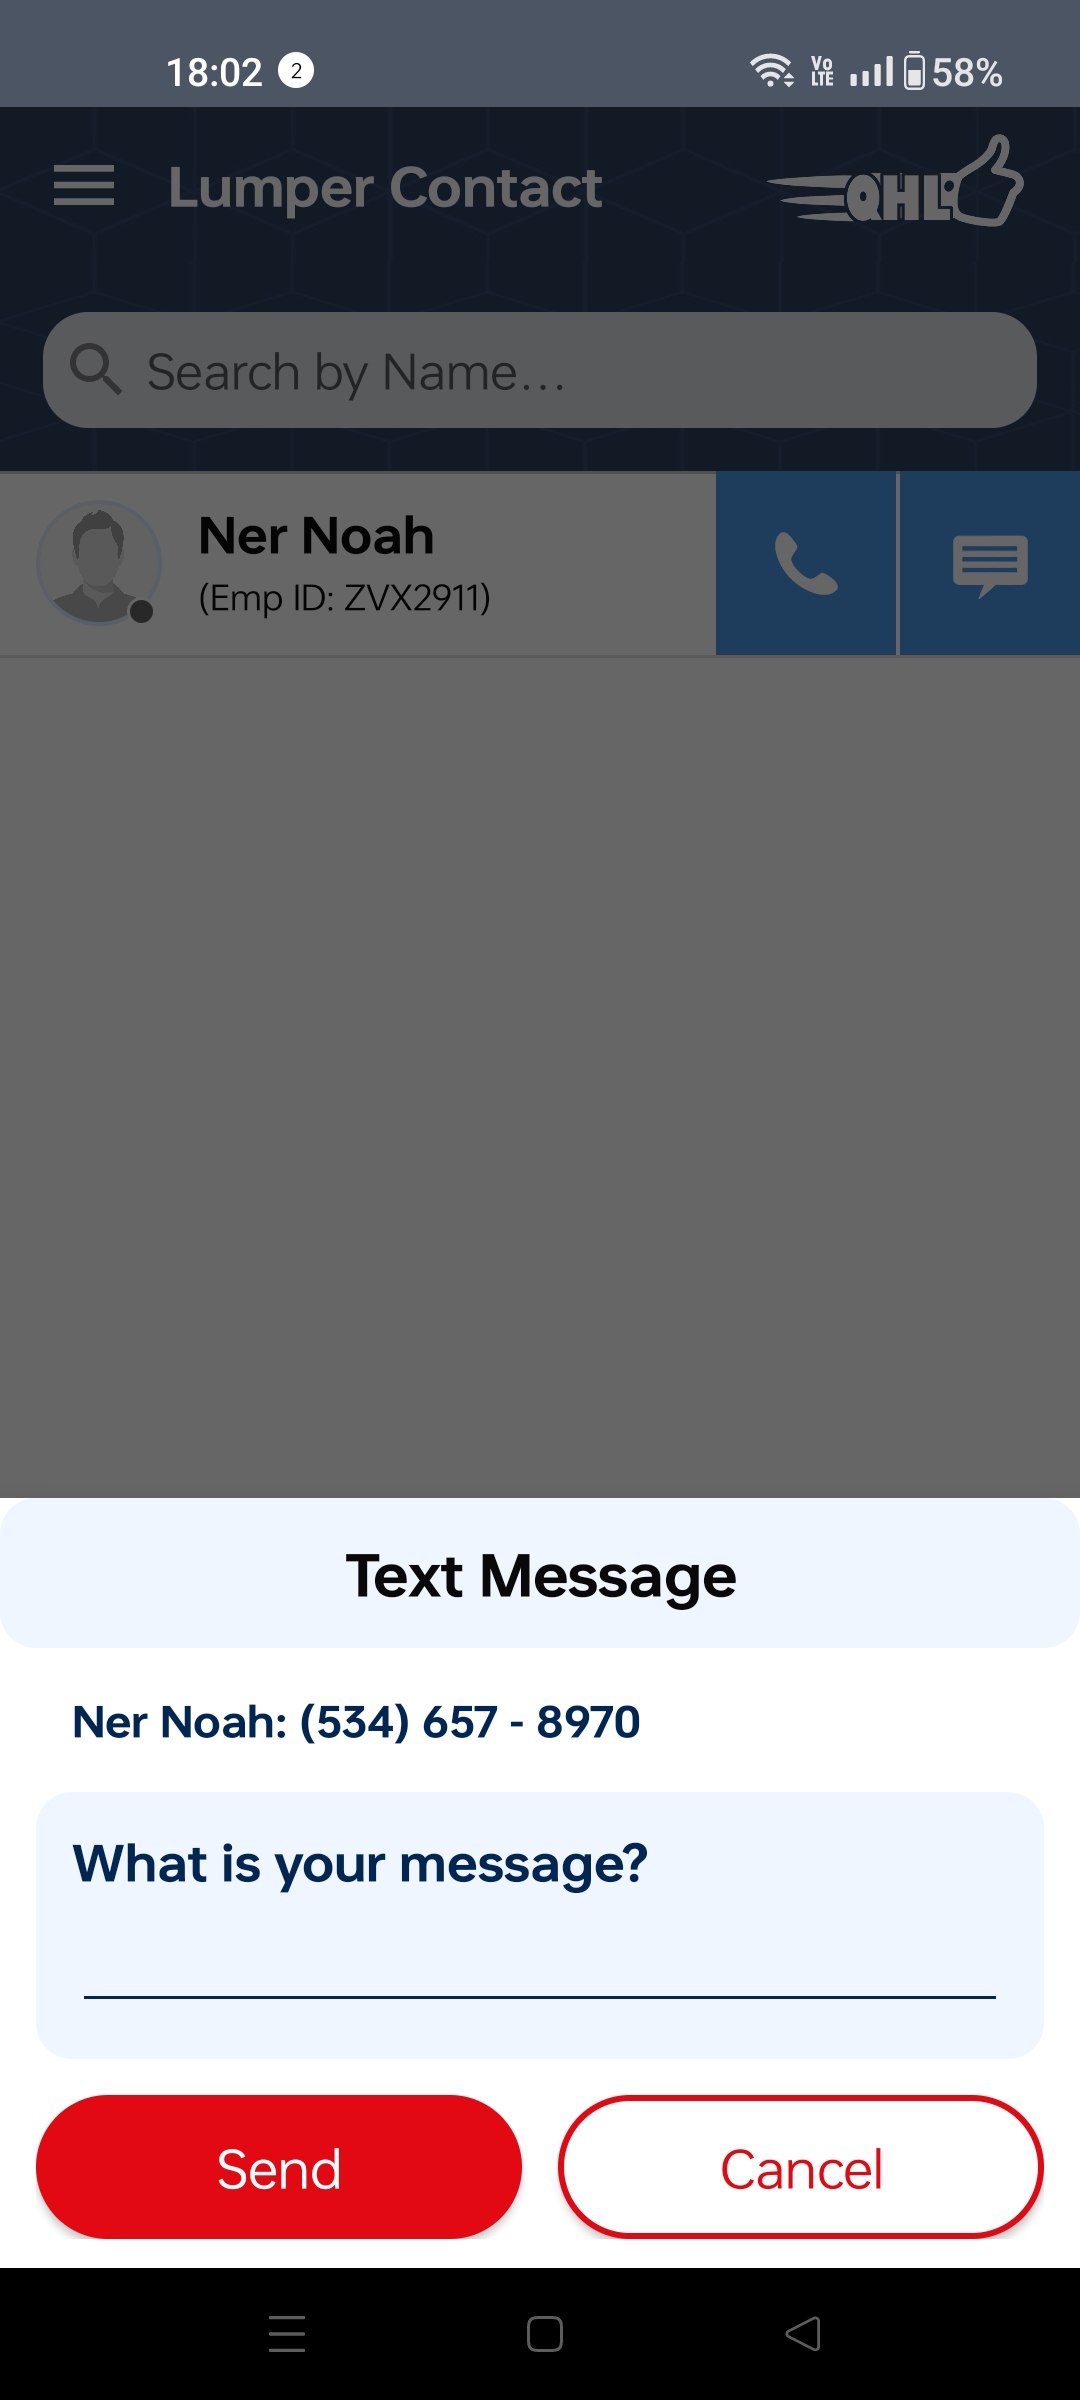 18:02 2 Vo LTE 58%
Lumper Contact QHL
Search by Name...
Ner Noah
(Emp ID: ZVX2911)
Text Message
Ner Noah: (534) 657 - 8970
What is your message?
Send Cancel